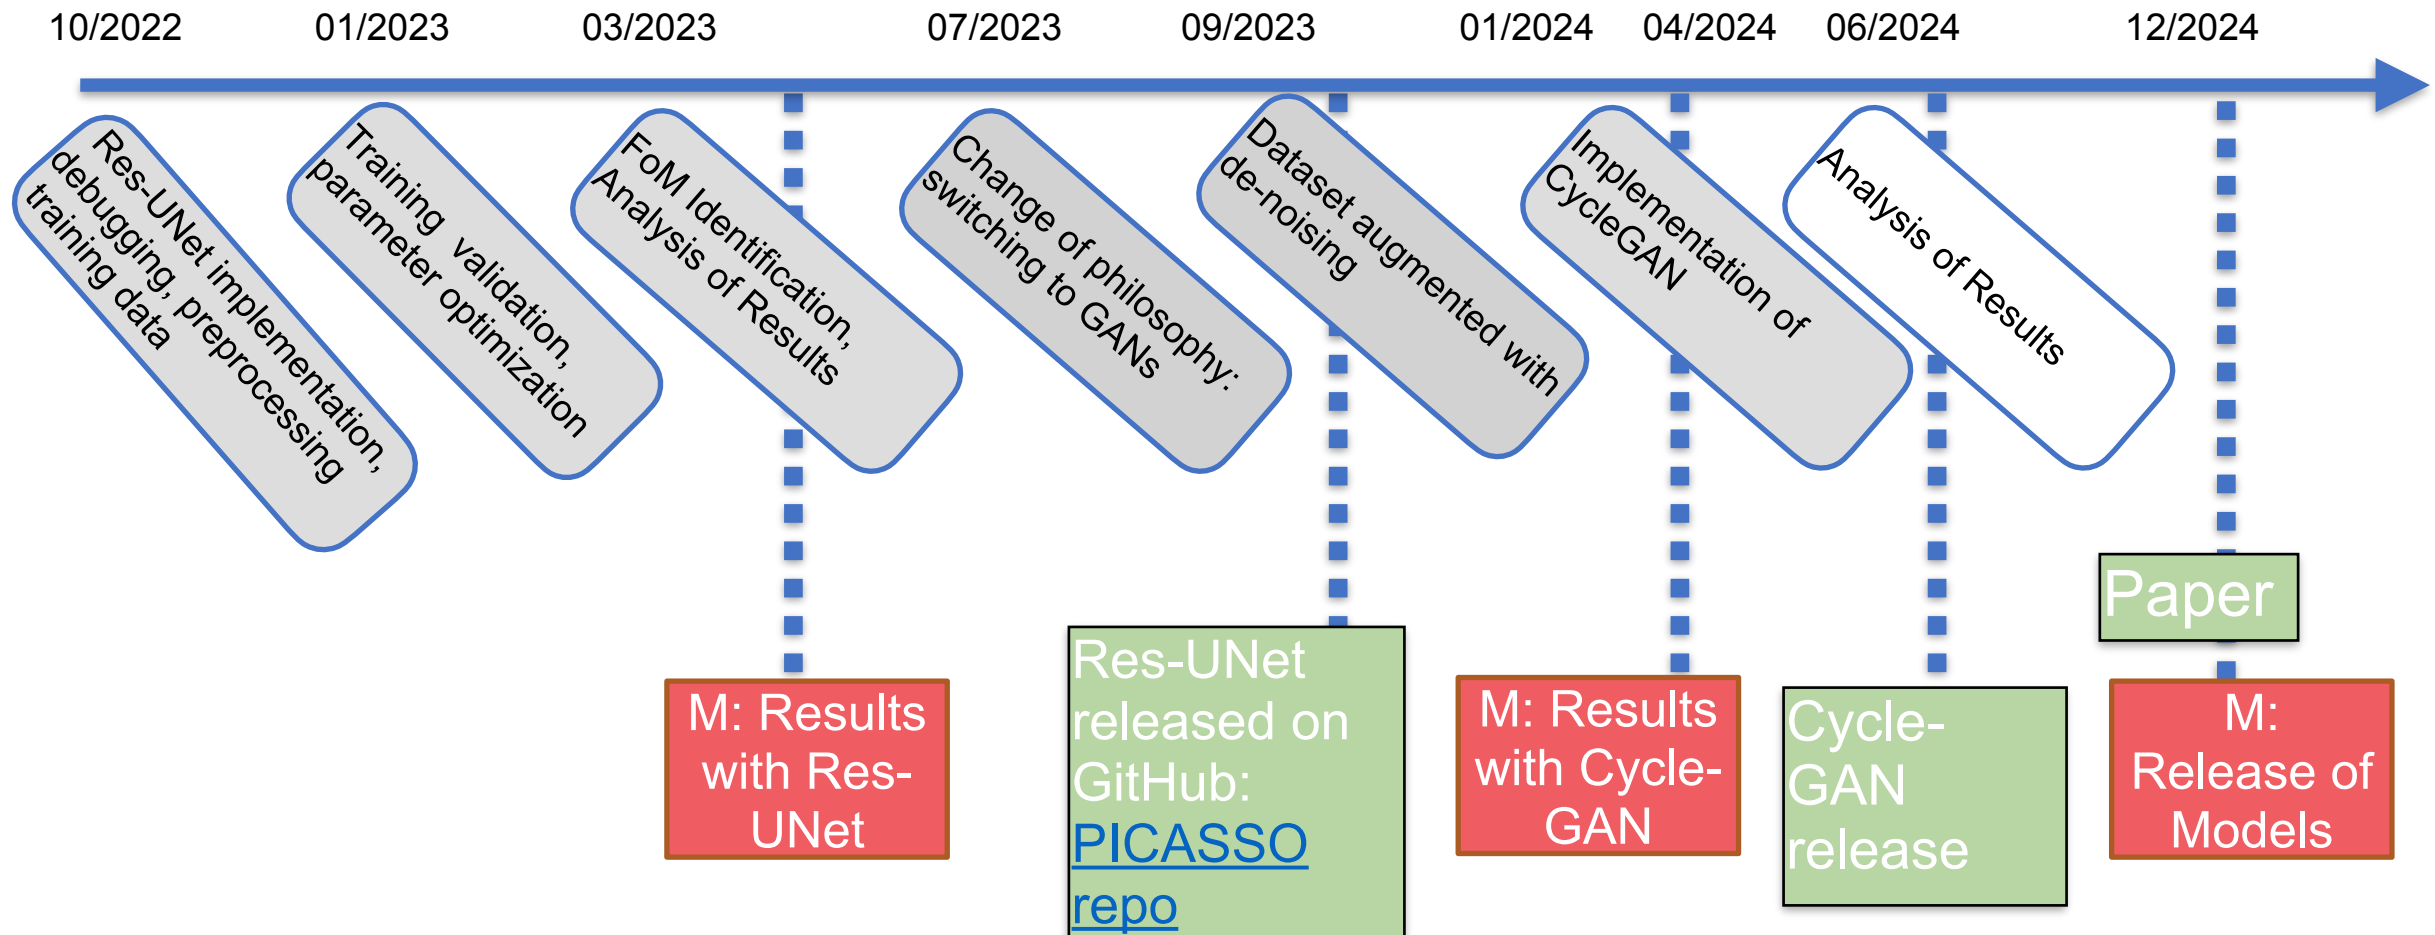 10/2022
01/2023
03/2023
07/2023
09/2023
01/2024
04/2024
06/2024
12/2024
Res-UNet implementation,
debugging, preprocessing
training data
Training validation,
parameter optimization
FoM Identification,
Analysis of Results
Change of philosophy:
switching to GANs
Dataset augmented with
de-noising
Implementation of
CycleGAN
Analysis of Results
M: Results
with Res-
UNet
Res-UNet
released on
GitHub:
PICASSO
repo
M: Results
with Cycle-
GAN
Cycle-
GAN
release
Paper
M:
Release of
Models